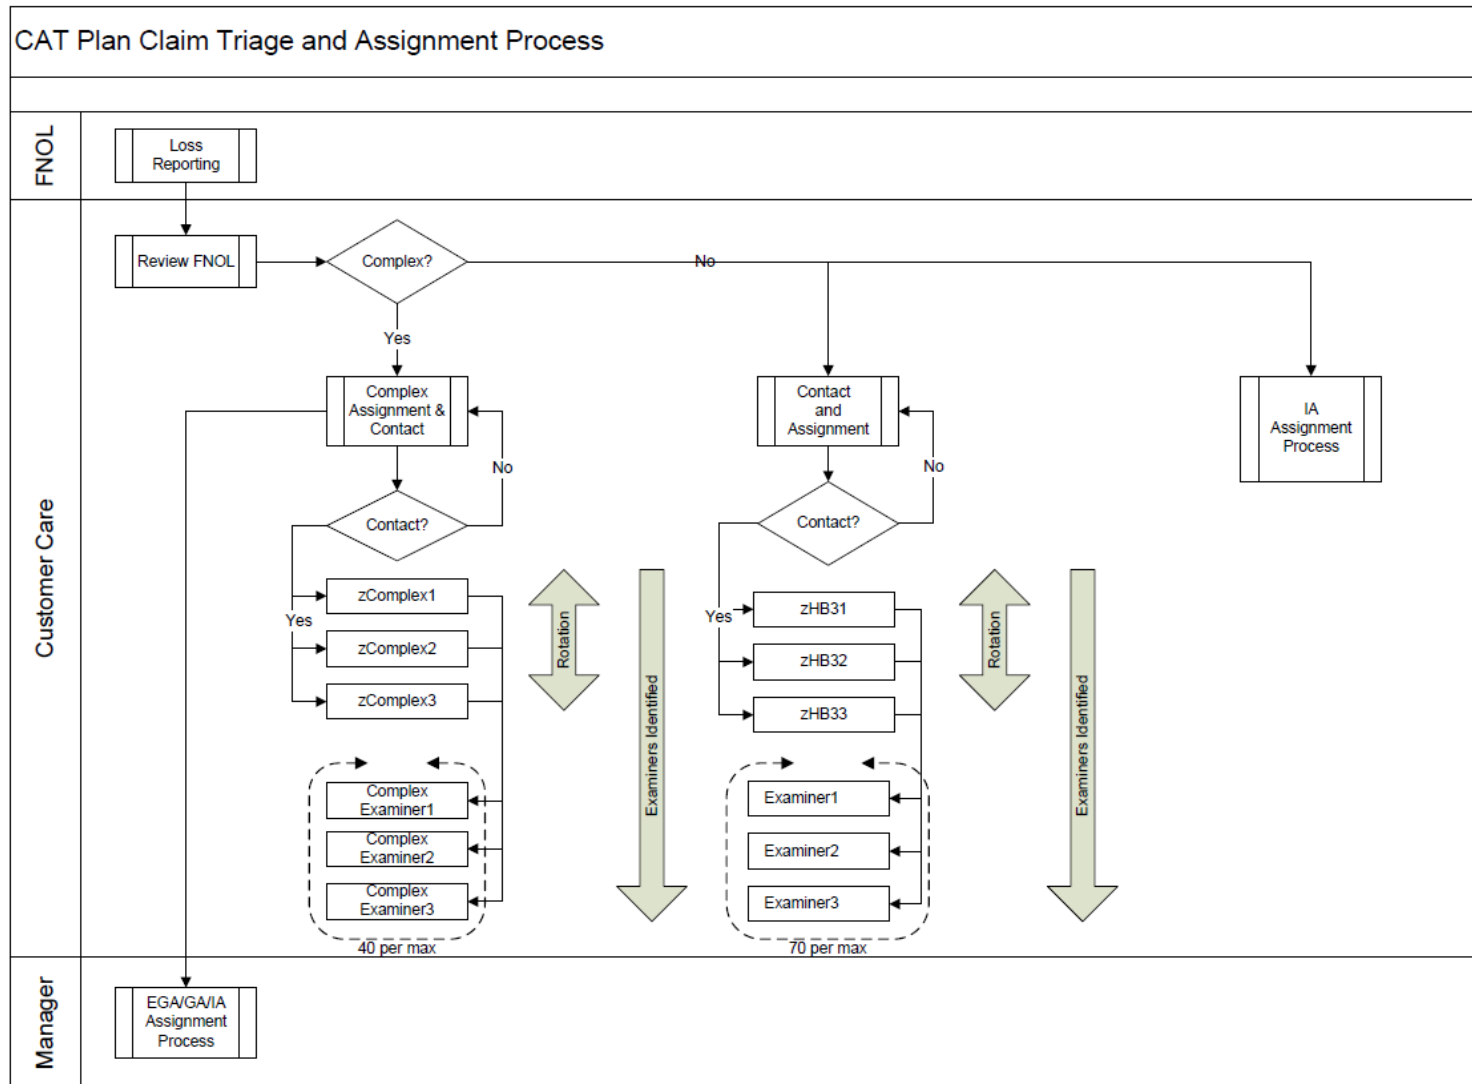 CAT Plan Claim Triage and Assignment Process
FNOL
Loss
Reporting
Customer Care
Review FNOL
Complex?
No
Yes
Complex
Assignment &
Contact
Contact
and
Assignment
IA
Assignment
Process
No
No
Contact?
Contact?
Yes
zComplex1
zComplex2
zComplex3
Rotation
Examiners Identified
Yes
zHB31
zHB32
zHB33
Rotation
Examiners Identified
Complex
Examiner1
Complex
Examiner2
Complex
Examiner3
40 per max
Examiner1
Examiner2
Examiner3
70 per max
Manager
EGA/GA/IA
Assignment
Process